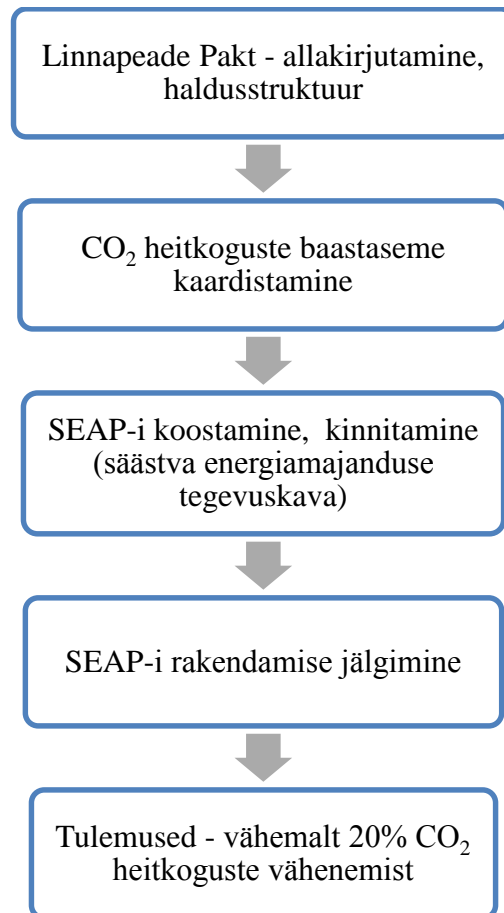 Linnapeade Pakt - allakirjutamine,
haldusstruktuur
CO₂ heitkoguste baastaseme
kaardistamine
SEAP-i koostamine, kinnitamine
(säästva energiamajanduse
tegevuskava)
SEAP-i rakendamise jälgimine
Tulemused - vähemalt 20% CO₂
heitkoguste vähenemist